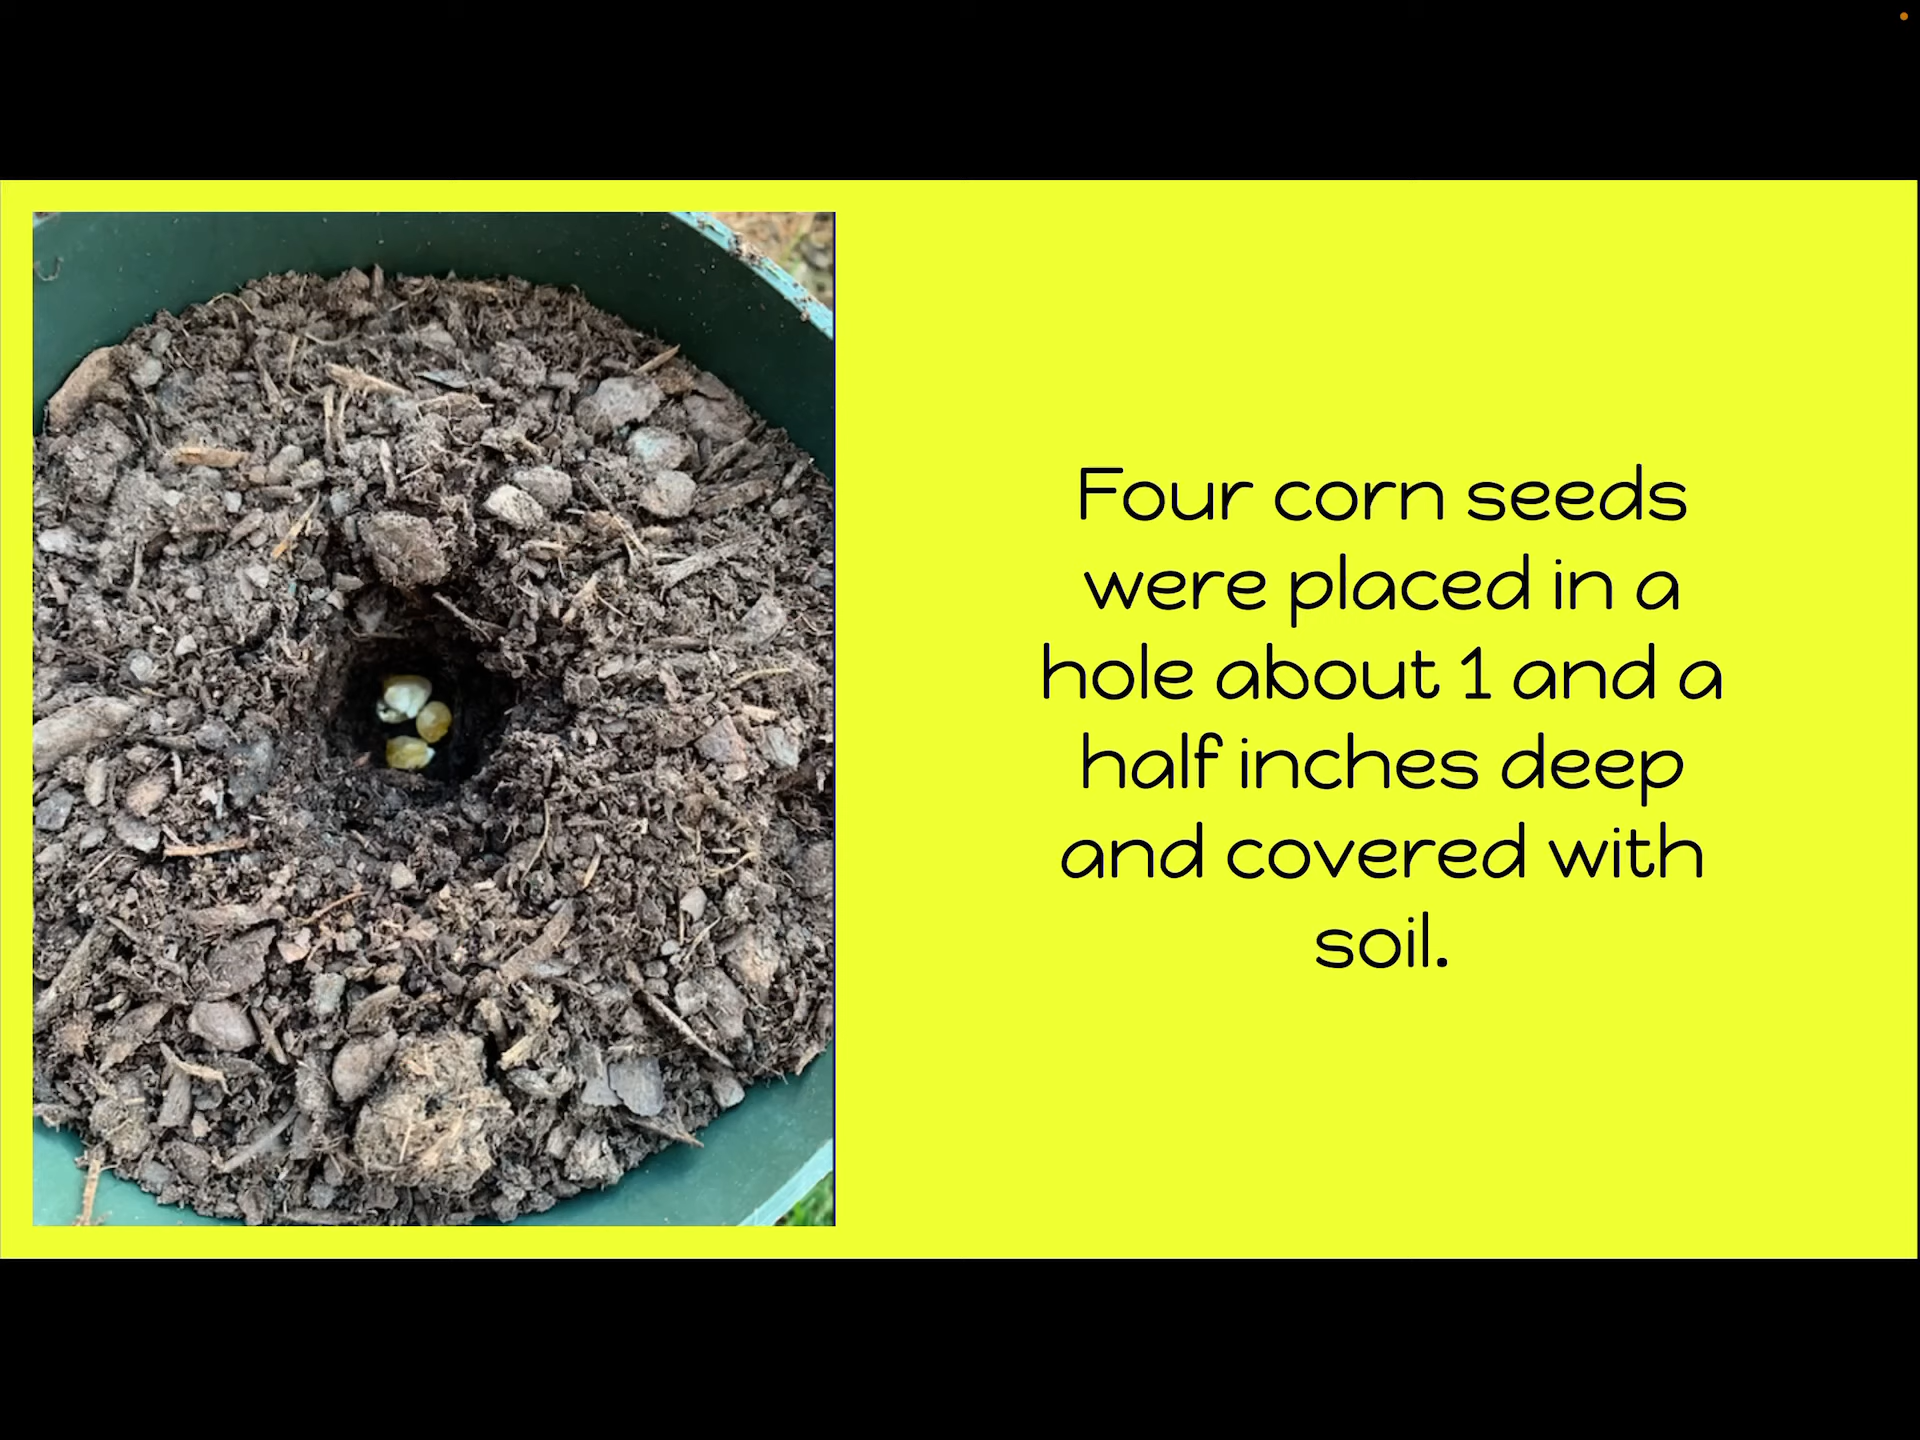 Four corn seeds
were placed in a
hole about 1 and a
half inches deep
and covered with
soil.